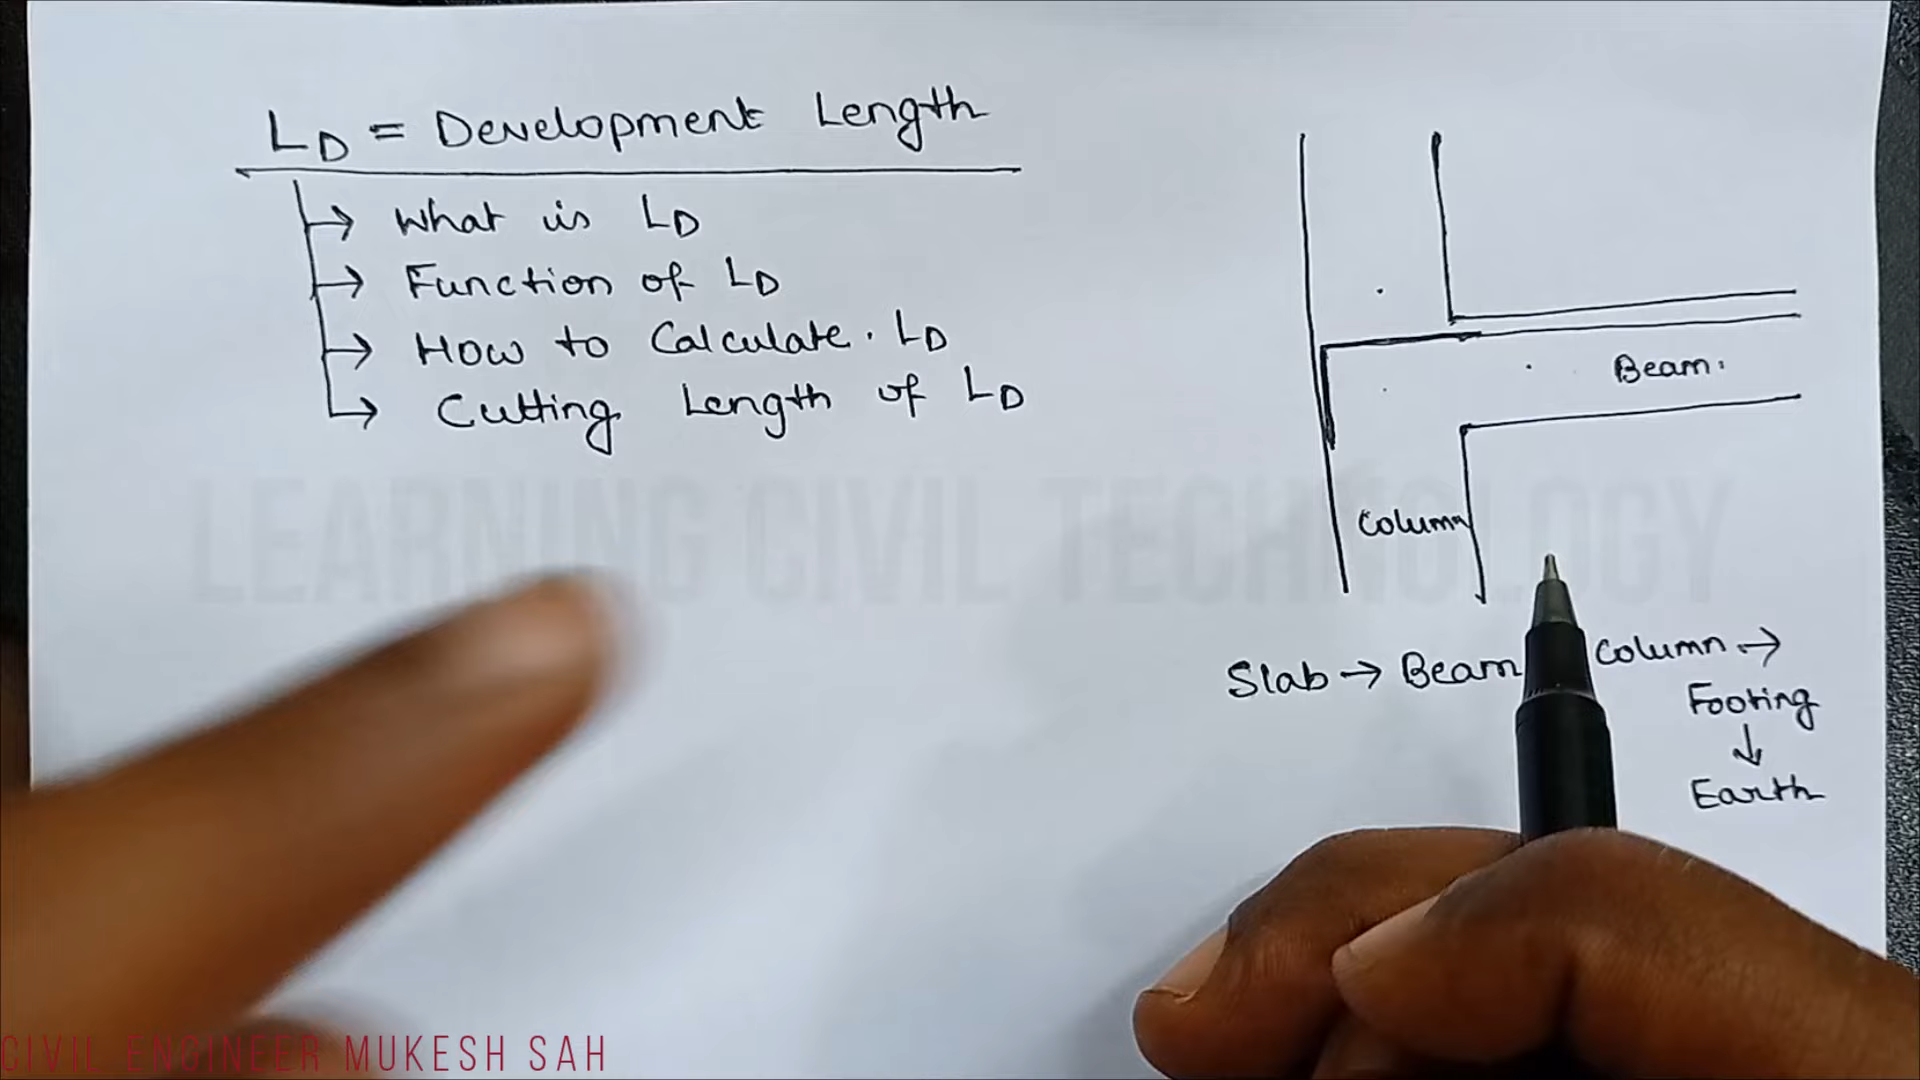 LD = Development Length
What is LD
Function of LD
How to Calculate. LD
Cutting Length of LD
Beam
Column
Slab → Beam Column →
Footing
↓
Earth
LEARNING CIVIL TECHNOLOGY
CIVIL ENGINEER MUKESH SAH